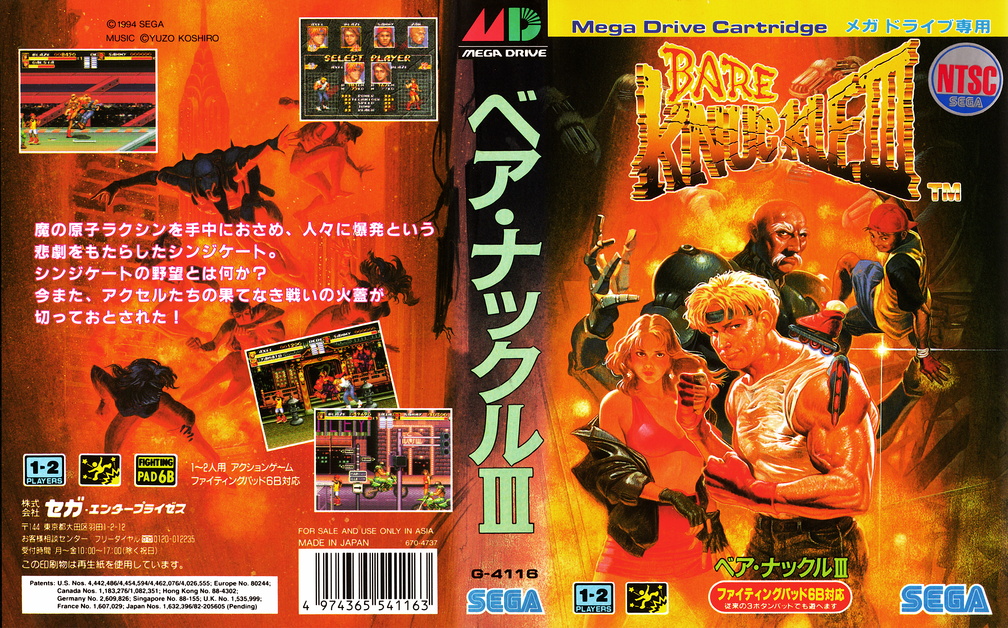 ©1994 SEGA
MUSIC ©YUZO KOSHIRO
SELECT PLAYER
魔の原子ラクシンを手中におさめ、人々に爆発という
悲劇をもたらしたシンジケート。
シンジケートの野望とは何か？
今また、アクセルたちの果てなき戦いの火蓋が
切っておとされた！
1-2
PLAYERS
FIGHTING
PAD 6B
1〜2人用 アクションゲーム
ファイティングパッド6B対応
株式会社 セガ・エンタープライゼス
〒144 東京都大田区羽田1-2-12
お客様相談センター フリーダイヤル 0120-012235
受付時間 月〜金10:00〜17:00(除く祝日)
この印刷物は再生紙を使用しています。
FOR SALE AND USE ONLY IN ASIA
MADE IN JAPAN 670-4737
Patents: U.S. Nos. 4,442,486/4,454,594/4,462,076/4,026,555; Europe No. 80244;
Canada Nos. 1,183,276/1,082,351; Hong Kong No. 88-4302;
Germany No. 2,609,826; Singapore No. 88-155; U.K. No. 1,535,999;
France No. 1,607,029; Japan Nos. 1,632,396/82-205605 (Pending)
4 974365 541163
MD
MEGA DRIVE
ベア・ナックルIII
G-4116
SEGA
Mega Drive Cartridge メガドライブ専用
BARE
KNUCKLE III
TM
NTSC
SEGA
ベア・ナックルIII
1-2
PLAYERS
ファイティングパッド6B対応
従来の3ボタンパットでも遊べます
SEGA